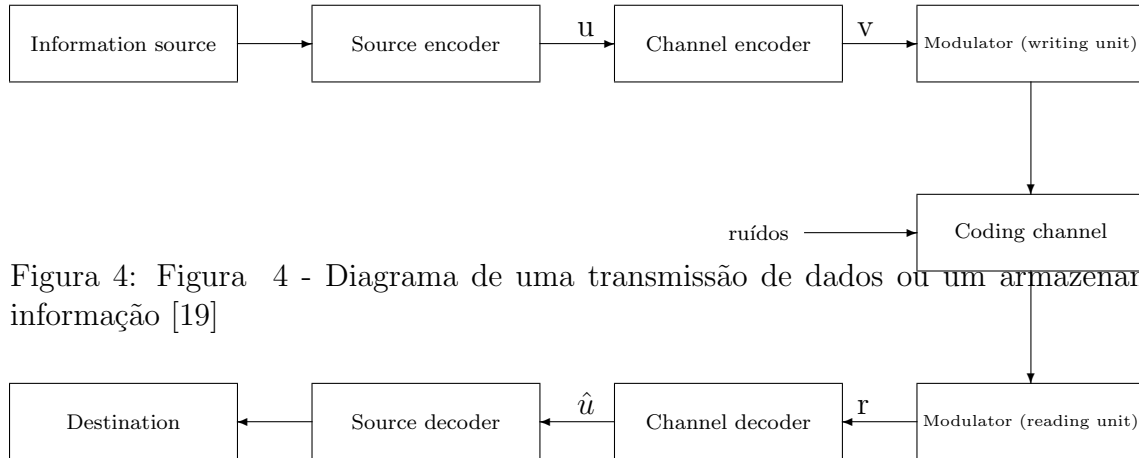 Information source
Source encoder
u
Channel encoder
v
Modulator (writing unit)
ruídos
Coding channel
Figura 4: Figura 4 - Diagrama de uma transmissão de dados ou um armazenar
informação [19]
Destination
Source decoder
û
Channel decoder
r
Modulator (reading unit)